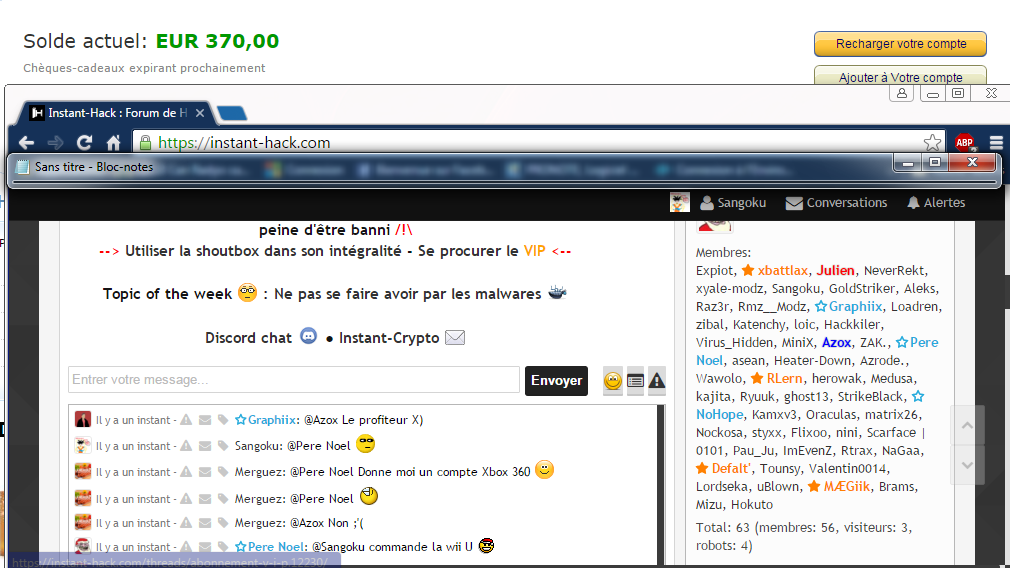 Solde actuel: EUR 370,00
Chèques-cadeaux expirant prochainement
Recharger votre compte
Ajouter à Votre compte
Instant-Hack : Forum de H
https://instant-hack.com
ABP
Sans titre - Bloc-notes
Sangoku
Conversations
Alertes
peine d'être banni /!\
--> Utiliser la shoutbox dans son intégralité - Se procurer le VIP <--
Topic of the week : Ne pas se faire avoir par les malwares
Discord chat ● Instant-Crypto
Entrer votre message...
Envoyer
Il y a un instant - Graphiix: @Azox Le profiteur X)
Il y a un instant - Sangoku: @Pere Noel
Il y a un instant - Merguez: @Pere Noel Donne moi un compte Xbox 360
Il y a un instant - Merguez: @Pere Noel
Il y a un instant - Merguez: @Azox Non ;'(
Il y a un instant - Pere Noel: @Sangoku commande la wii U
https://instant-hack.com/threads/abonnement-v-i-p.12230/
Membres:
Expiot, xbattlax, Julien, NeverRekt,
xyale-modz, Sangoku, GoldStriker, Aleks,
Raz3r, Rmz__Modz, Graphiix, Loadren,
zibal, Katenchy, loic, Hackkiler,
Virus_Hidden, MiniX, Azox, ZAK., Pere
Noel, asean, Heater-Down, Azrode.,
Wawolo, RLern, herowak, Medusa,
kajita, Ryuuk, ghost13, StrikeBlack,
NoHope, Kamxv3, Oraculas, matrix26,
Nockosa, styxx, Flixoo, nini, Scarface |
0101, Pau_Ju, ImEvenZ, Rtrax, NaGaa,
Defalt', Tounsy, Valentin0014,
Lordseka, uBlown, MÆGiik, Brams,
Mizu, Hokuto
Total: 63 (membres: 56, visiteurs: 3,
robots: 4)